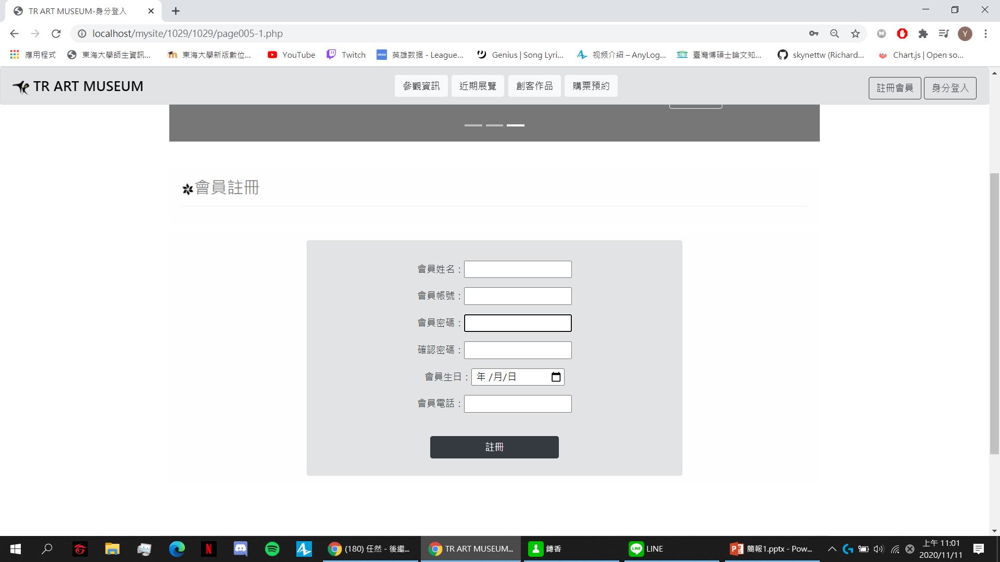 TR ART MUSEUM-身分登入
localhost/mysite/1029/1029/page005-1.php
Y
應用程式
東海大學師生資訊...
東海大學新版數位...
YouTube
Twitch
OPGG
英雄数据 - League...
Genius | Song Lyri...
视频介绍 – AnyLog...
臺灣博碩士論文知...
skynettw (Richard...
Chart.js | Open so...
TR ART MUSEUM
參觀資訊
近期展覽
創客作品
購票預約
註冊會員
身分登入
會員註冊
會員姓名：
會員帳號：
會員密碼：
確認密碼：
會員生日：年 /月/日
會員電話：
註冊
(180) 任然 - 後繼...
TR ART MUSEUM...
LINE
簡報1.pptx - Pow...
上午 11:01
2020/11/11